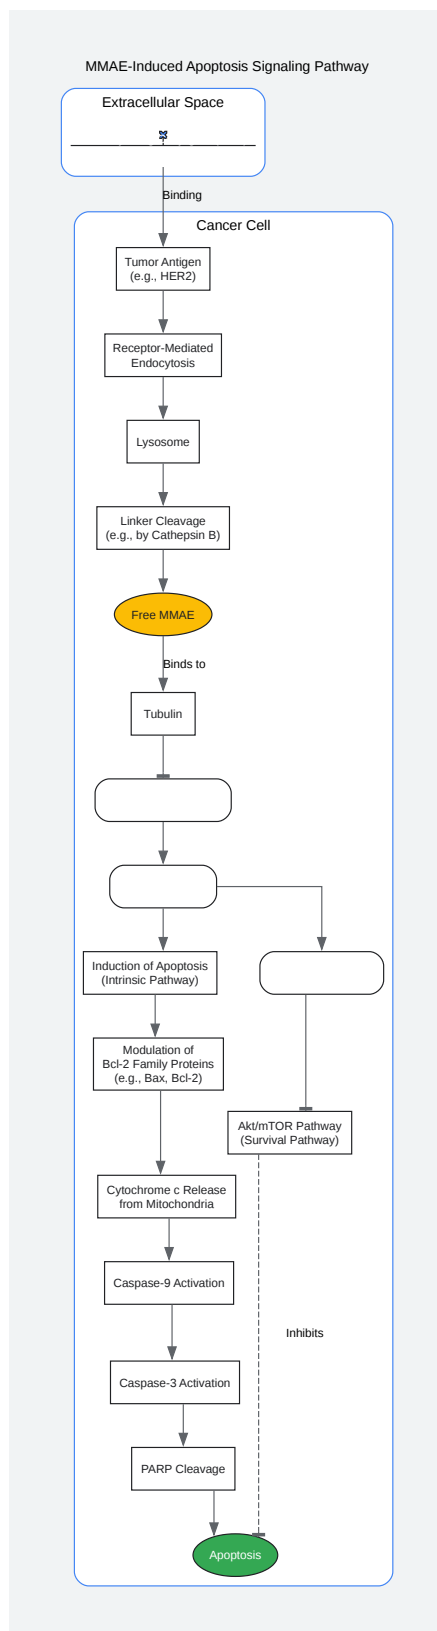 MMAE-Induced Apoptosis Signaling Pathway
Extracellular Space
Binding
Cancer Cell
Tumor Antigen
(e.g., HER2)
Receptor-Mediated
Endocytosis
Lysosome
Linker Cleavage
(e.g., by Cathepsin B)
Free MMAE
Binds to
Tubulin
Induction of Apoptosis
(Intrinsic Pathway)
Modulation of
Bcl-2 Family Proteins
(e.g., Bax, Bcl-2)
Akt/mTOR Pathway
(Survival Pathway)
Cytochrome c Release
from Mitochondria
Caspase-9 Activation
Inhibits
Caspase-3 Activation
PARP Cleavage
Apoptosis